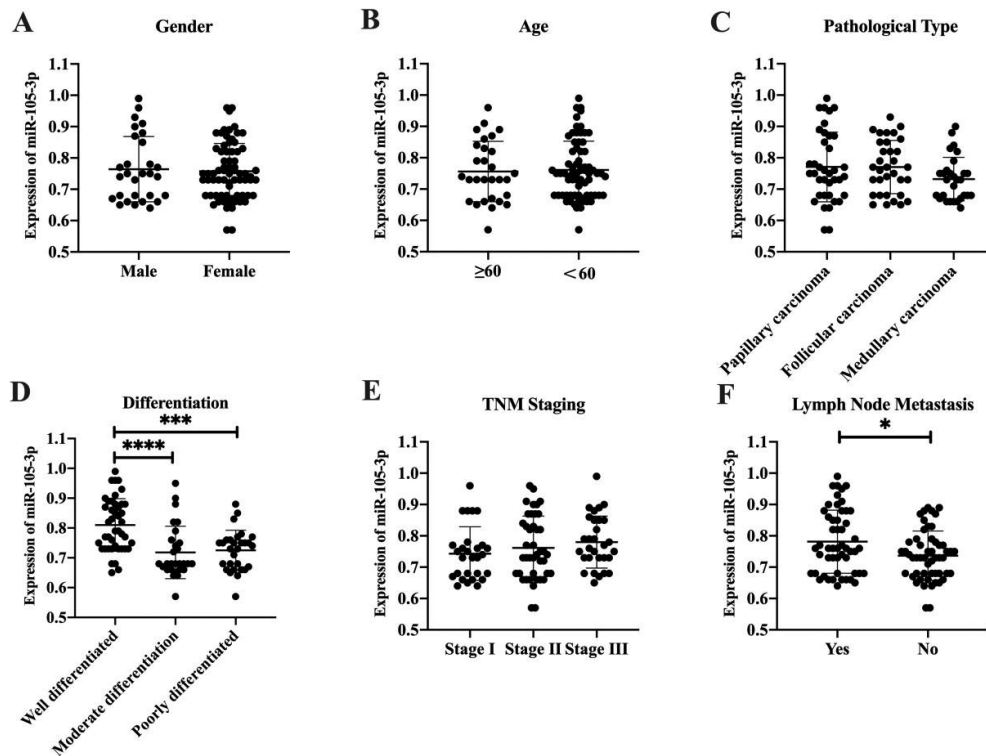 A
Gender
Expression of miR-105-3p
1.1
1.0
0.9
0.8
0.7
0.6
0.5
Male
Female
B
Age
Expression of miR-105-3p
1.1
1.0
0.9
0.8
0.7
0.6
0.5
≥60
<60
C
Pathological Type
Expression of miR-105-3p
1.1
1.0
0.9
0.8
0.7
0.6
0.5
Papillary carcinoma
Follicular carcinoma
Medullary carcinoma
D
Differentiation
Expression of miR-105-3p
***
****
1.1
1.0
0.9
0.8
0.7
0.6
0.5
Well differentiated
Moderate differentiation
Poorly differentiated
E
TNM Staging
Expression of miR-105-3p
1.1
1.0
0.9
0.8
0.7
0.6
0.5
Stage I
Stage II
Stage III
F
Lymph Node Metastasis
Expression of miR-105-3p
*
1.1
1.0
0.9
0.8
0.7
0.6
0.5
Yes
No